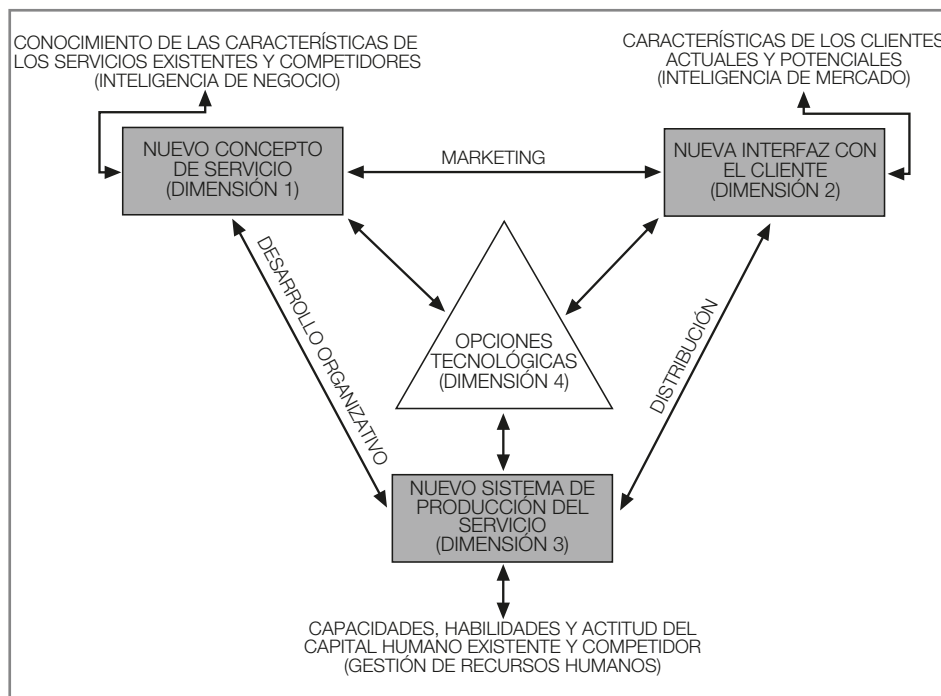 CONOCIMIENTO DE LAS CARACTERÍSTICAS DE
LOS SERVICIOS EXISTENTES Y COMPETIDORES
(INTELIGENCIA DE NEGOCIO)
CARACTERÍSTICAS DE LOS CLIENTES
ACTUALES Y POTENCIALES
(INTELIGENCIA DE MERCADO)
NUEVO CONCEPTO
DE SERVICIO
(DIMENSIÓN 1)
MARKETING
NUEVA INTERFAZ CON
EL CLIENTE
(DIMENSIÓN 2)
DESARROLLO ORGANIZATIVO
OPCIONES
TECNOLÓGICAS
(DIMENSIÓN 4)
DISTRIBUCIÓN
NUEVO SISTEMA DE
PRODUCCIÓN DEL
SERVICIO
(DIMENSIÓN 3)
CAPACIDADES, HABILIDADES Y ACTITUD DEL
CAPITAL HUMANO EXISTENTE Y COMPETIDOR
(GESTIÓN DE RECURSOS HUMANOS)